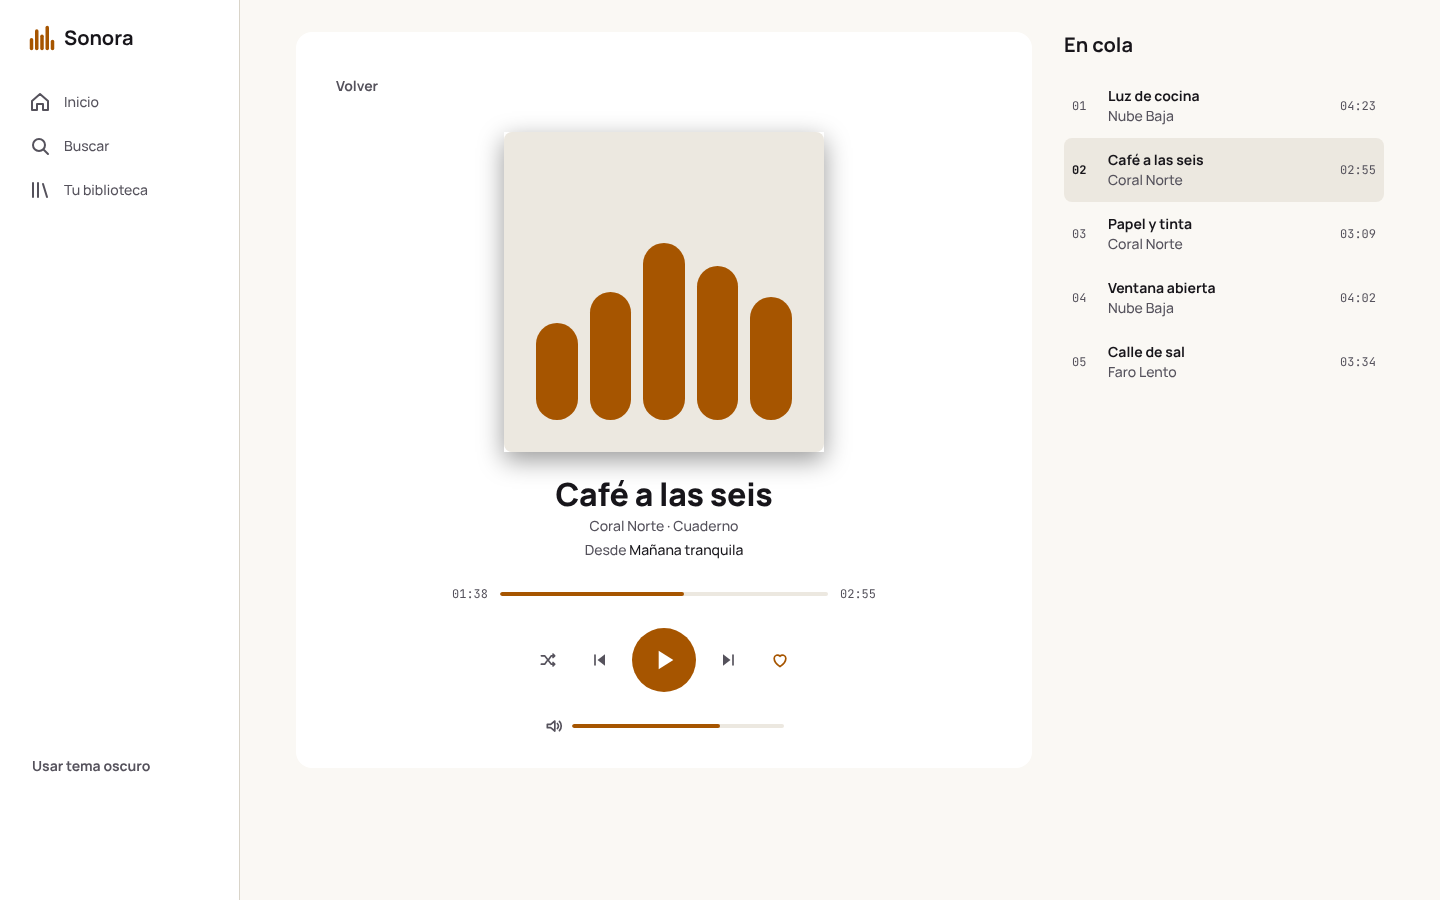 Sonora
Inicio
Buscar
Tu biblioteca
Usar tema oscuro
Volver
Café a las seis
Coral Norte · Cuaderno
Desde Mañana tranquila
01:38
02:55
En cola
01
Luz de cocina
Nube Baja
04:23
02
Café a las seis
Coral Norte
02:55
03
Papel y tinta
Coral Norte
03:09
04
Ventana abierta
Nube Baja
04:02
05
Calle de sal
Faro Lento
03:34